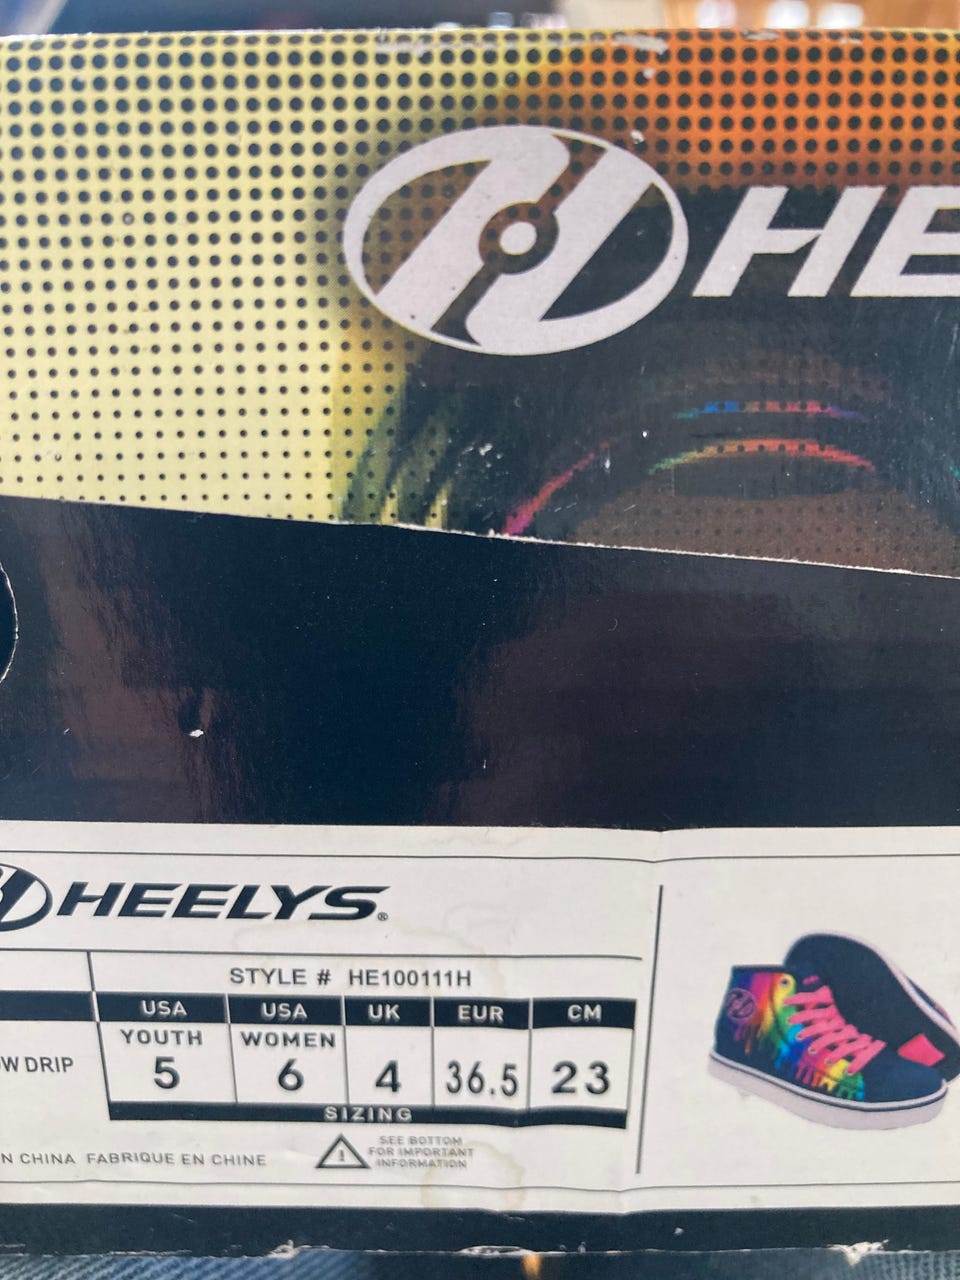 HE
HEELYS®
STYLE # HE100111H
USA USA UK EUR CM
YOUTH WOMEN
5 6 4 36.5 23
W DRIP
SIZING
SEE BOTTOM
FOR IMPORTANT
INFORMATION
N CHINA FABRIQUE EN CHINE